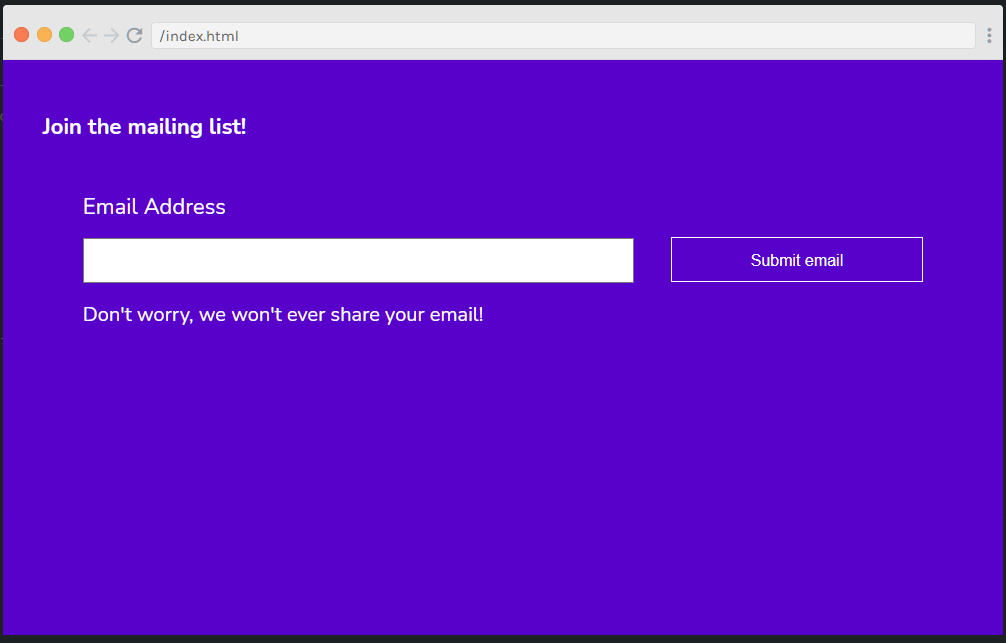 /index.html
Join the mailing list!
Email Address
Submit email
Don't worry, we won't ever share your email!